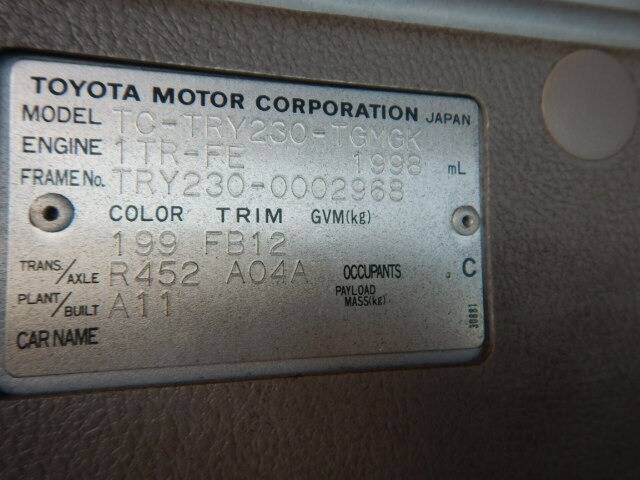 TOYOTA MOTOR CORPORATION JAPAN
MODEL TC-TRY230-TGMGK
ENGINE 1TR-FE 1998 mL
FRAME No. TRY230-0002968
COLOR TRIM GVM(kg)
199 FB12
TRANS/AXLE R452 A04A OCCUPANTS . C
PLANT/BUILT A11 PAYLOAD MASS(kg)
CAR NAME